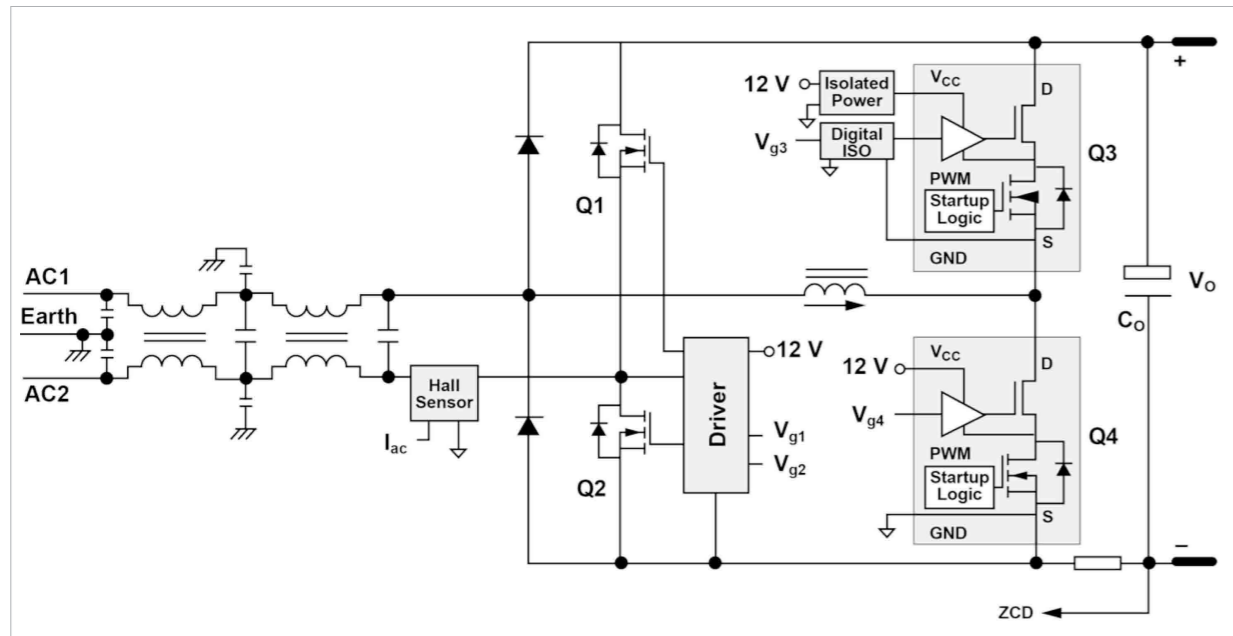 AC1
Earth
AC2
Hall
Sensor
Iac
Q1
Q2
Driver
12 V
Vg1
Vg2
12 V
Isolated
Power
Vg3
Digital
ISO
VCC
D
Q3
PWM
Startup
Logic
S
GND
12 V
Vg4
VCC
D
Q4
PWM
Startup
Logic
S
GND
+
VO
CO
−
ZCD